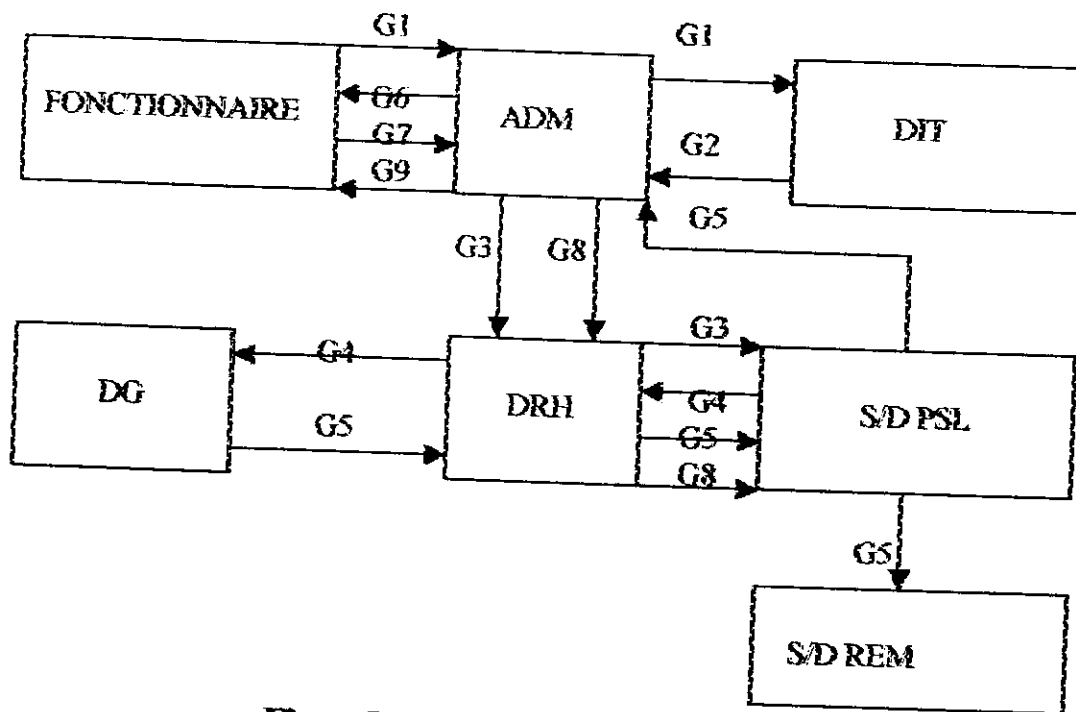 G1
G1
FONCTIONNAIRE
G6
ADM
DIT
G7
G2
G9
G5
G3
G8
G3
DG
G4
DRH
G4
S/D PSL
G5
G5
G8
G5
S/D REM